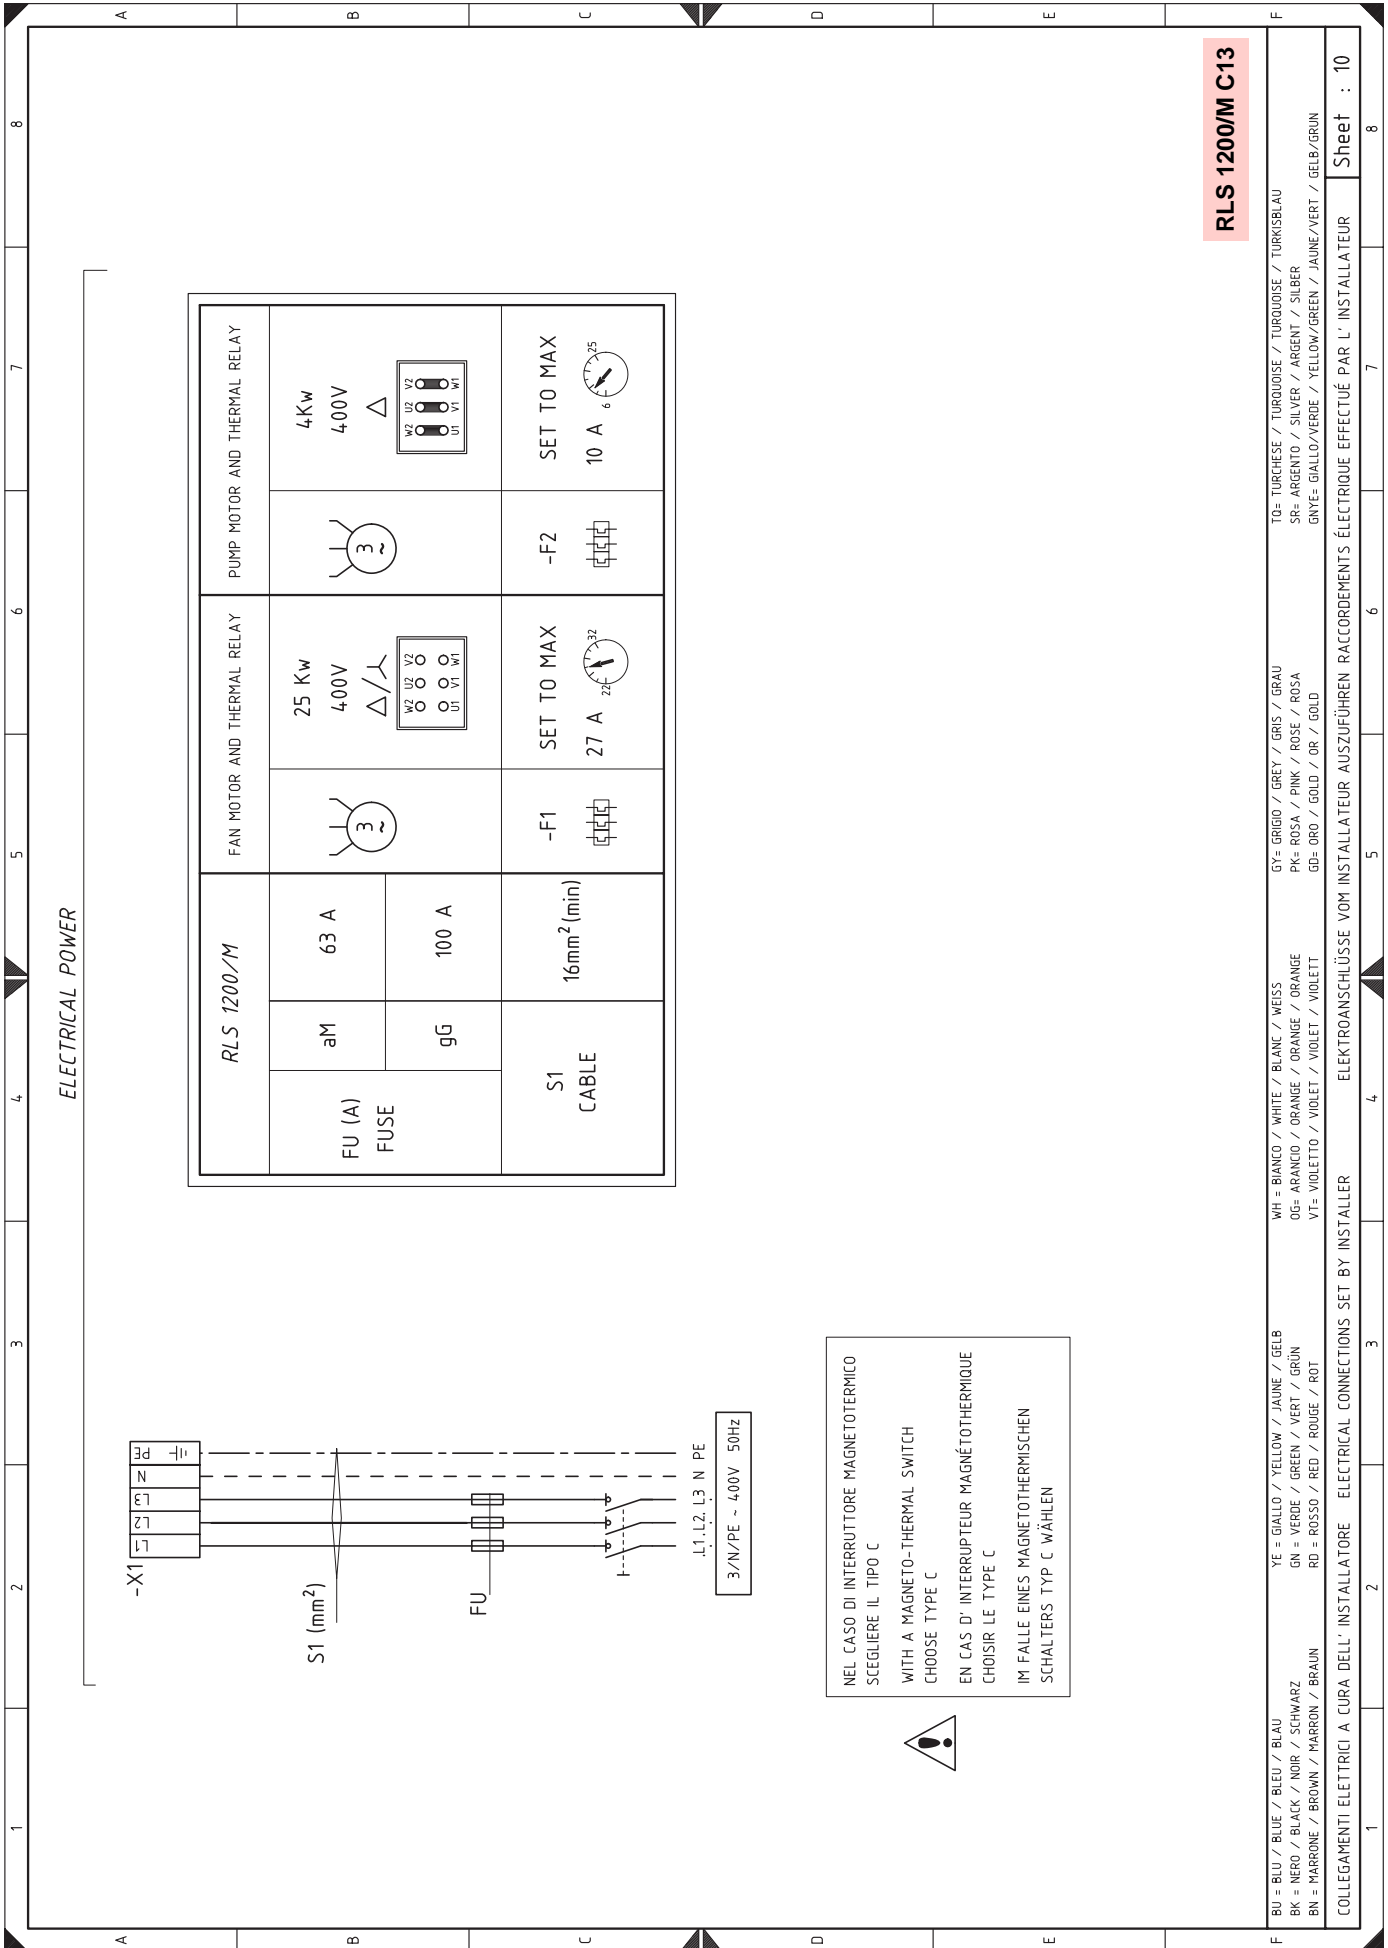 1 2 3 4 5 6 7 8
A A
B B
C C
D D
E E
F F
ELECTRICAL POWER
-X1
L1 L2 L3 N PE
S1 (mm²)
FU
L1 L2 L3 N PE
3/N/PE ~ 400V 50Hz
RLS 1200/M
FAN MOTOR AND THERMAL RELAY
PUMP MOTOR AND THERMAL RELAY
FU (A)
FUSE
aM
63 A
gG
100 A
3
~
25 Kw
400V
△/Y
W2 U2 V2
U1 V1 W1
3
~
4Kw
400V
△
W2 U2 V2
U1 V1 W1
S1
CABLE
16mm²(min)
-F1
SET TO MAX
27 A
22 32
-F2
SET TO MAX
10 A
6 25
NEL CASO DI INTERRUTTORE MAGNETOTERMICO
SCEGLIERE IL TIPO C
WITH A MAGNETO-THERMAL SWITCH
CHOOSE TYPE C
EN CAS D' INTERRUPTEUR MAGNÉTOTHERMIQUE
CHOISIR LE TYPE C
IM FALLE EINES MAGNETOTHERMISCHEN
SCHALTERS TYP C WÄHLEN
RLS 1200/M C13
BU = BLU / BLUE / BLEU / BLAU
BK = NERO / BLACK / NOIR / SCHWARZ
BN = MARRONE / BROWN / MARRON / BRAUN
YE = GIALLO / YELLOW / JAUNE / GELB
GN = VERDE / GREEN / VERT / GRÜN
RD = ROSSO / RED / ROUGE / ROT
WH = BIANCO / WHITE / BLANC / WEISS
OG= ARANCIO / ORANGE / ORANGE / ORANGE
VT= VIOLETTO / VIOLET / VIOLET / VIOLETT
GY= GRIGIO / GREY / GRIS / GRAU
PK= ROSA / PINK / ROSE / ROSA
GD= ORO / GOLD / OR / GOLD
TQ= TURCHESE / TURQUOISE / TURQUOISE / TURKISBLAU
SR= ARGENTO / SILVER / ARGENT / SILBER
GNYE= GIALLO/VERDE / YELLOW/GREEN / JAUNE/VERT / GELB/GRUN
COLLEGAMENTI ELETTRICI A CURA DELL' INSTALLATORE ELECTRICAL CONNECTIONS SET BY INSTALLER ELEKTROANSCHLÜSSE VOM INSTALLATEUR AUSZUFÜHREN RACCORDEMENTS ÉLECTRIQUE EFFECTUÉ PAR L' INSTALLATEUR
Sheet : 10
1 2 3 4 5 6 7 8